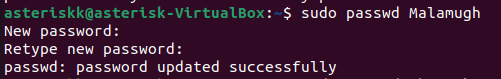 asteriskk@asterisk-VirtualBox:~$ sudo passwd Malamugh
New password:
Retype new password:
passwd: password updated successfully